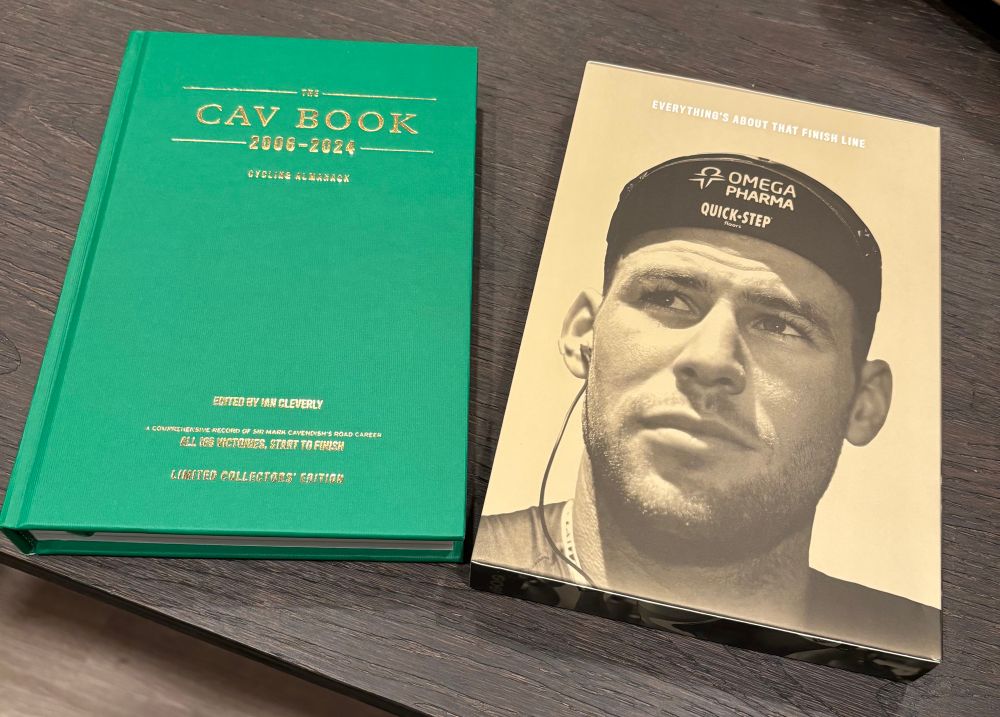 THE
CAV BOOK
2006-2024
CYCLING ALMANACK
EDITED BY IAN CLEVERLY
A COMPREHENSIVE RECORD OF SIR MARK CAVENDISH'S ROAD CAREER
ALL 165 VICTORIES, START TO FINISH
LIMITED COLLECTORS' EDITION
EVERYTHING'S ABOUT THAT FINISH LINE
OMEGA
PHARMA
QUICK-STEP
floors